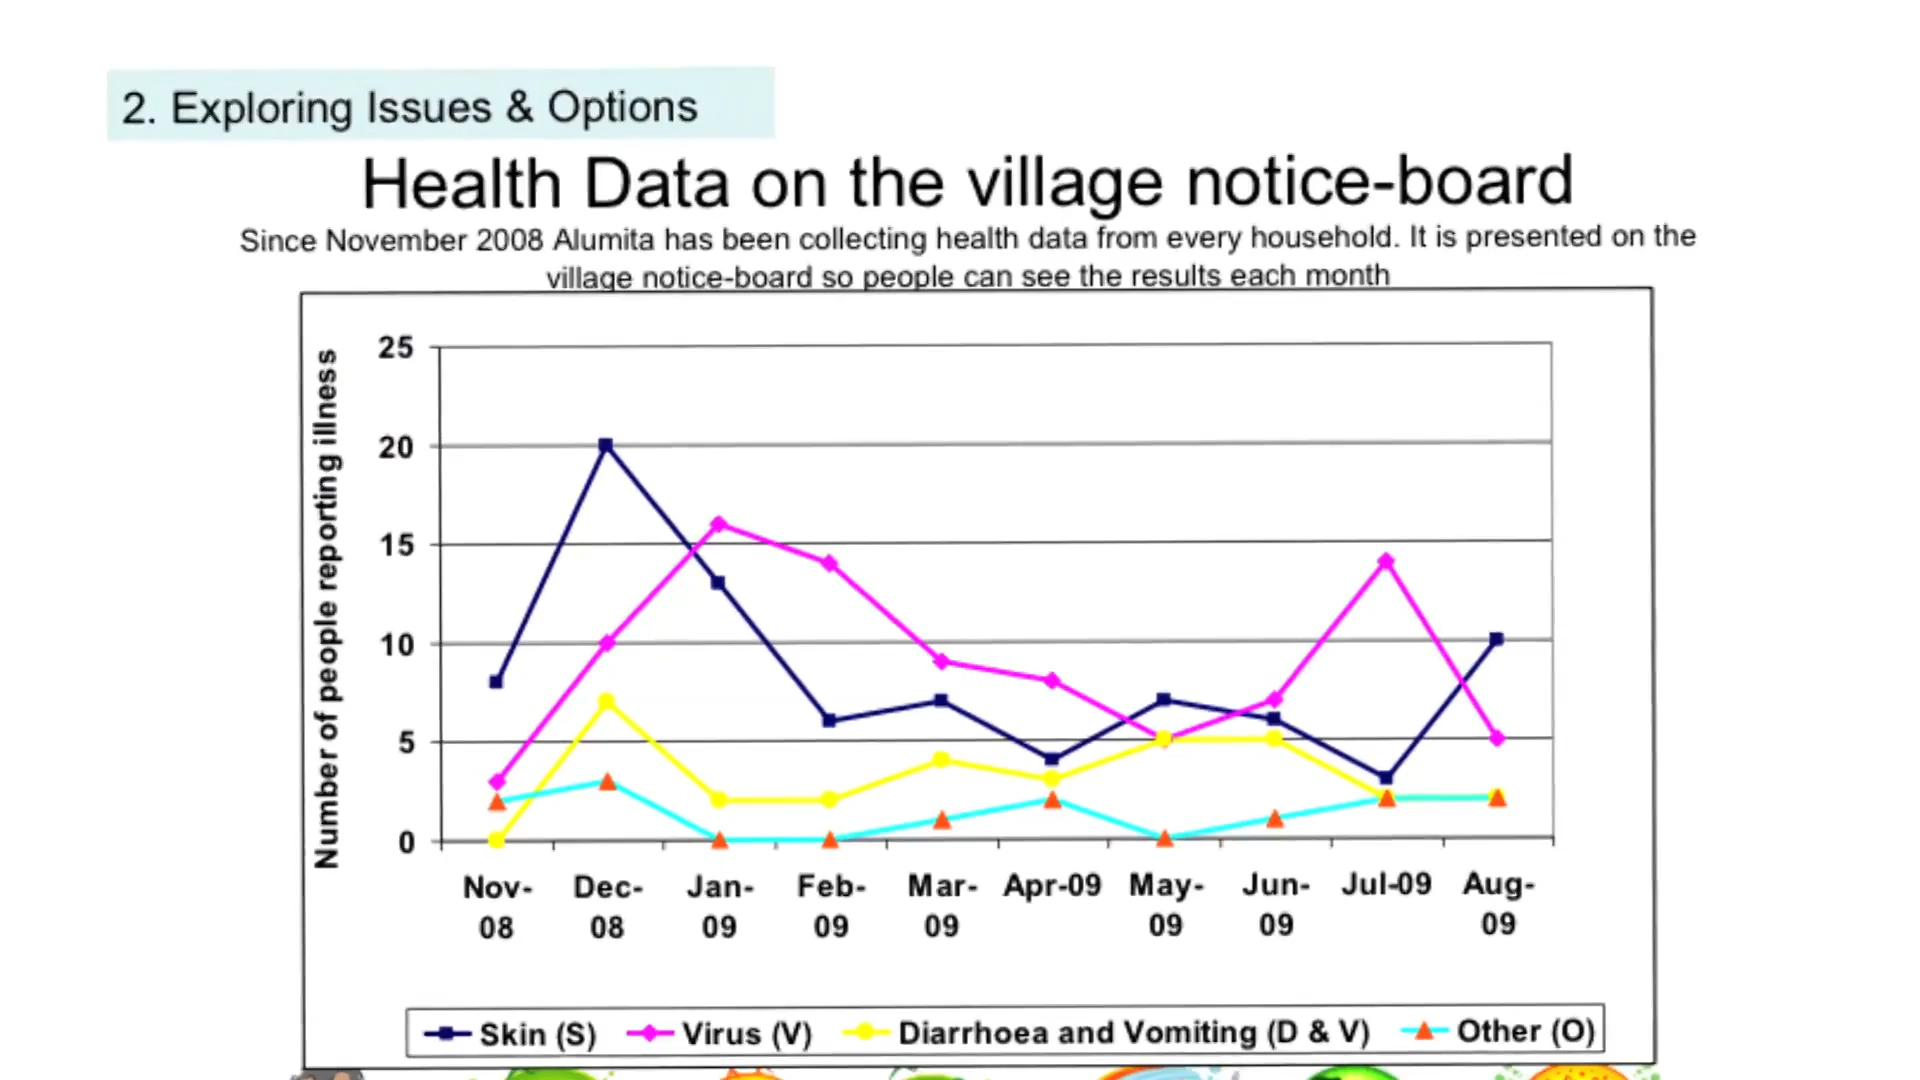 2. Exploring Issues & Options
Health Data on the village notice-board
Since November 2008 Alumita has been collecting health data from every household. It is presented on the
village notice-board so people can see the results each month
Number of people reporting illness
25
20
15
10
5
0
Nov-08 Dec-08 Jan-09 Feb-09 Mar-09 Apr-09 May-09 Jun-09 Jul-09 Aug-09
Skin (S) Virus (V) Diarrhoea and Vomiting (D & V) Other (O)